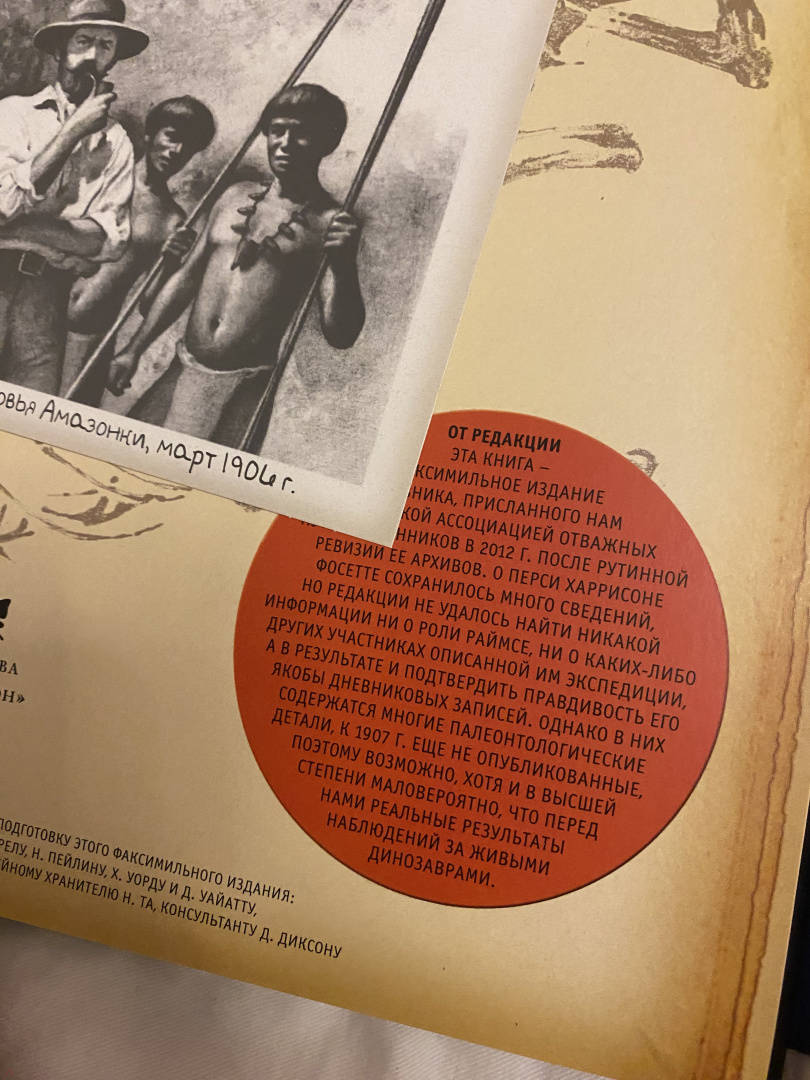 Амазонки, март 1906 г.
ОТ РЕДАКЦИИ
ЭТА КНИГА –
КСИМИЛЬНОЕ ИЗДАНИЕ
НИКА, ПРИСЛАННОГО НАМ
КОЙ АССОЦИАЦИЕЙ ОТВАЖНЫХ
ННИКОВ В 2012 Г. ПОСЛЕ РУТИННОЙ
РЕВИЗИИ ЕЕ АРХИВОВ. О ПЕРСИ ХАРРИСОНЕ
ФОСЕТТЕ СОХРАНИЛОСЬ МНОГО СВЕДЕНИЙ,
НО РЕДАКЦИИ НЕ УДАЛОСЬ НАЙТИ НИКАКОЙ
ИНФОРМАЦИИ НИ О РОЛИ РАЙМСЕ, НИ О КАКИХ-ЛИБО
ДРУГИХ УЧАСТНИКАХ ОПИСАННОЙ ИМ ЭКСПЕДИЦИИ,
А В РЕЗУЛЬТАТЕ И ПОДТВЕРДИТЬ ПРАВДИВОСТЬ ЕГО
ЯКОБЫ ДНЕВНИКОВЫХ ЗАПИСЕЙ. ОДНАКО В НИХ
СОДЕРЖАТСЯ МНОГИЕ ПАЛЕОНТОЛОГИЧЕСКИЕ
ДЕТАЛИ, К 1907 Г. ЕЩЕ НЕ ОПУБЛИКОВАННЫЕ,
ПОЭТОМУ ВОЗМОЖНО, ХОТЯ И В ВЫСШЕЙ
СТЕПЕНИ МАЛОВЕРОЯТНО, ЧТО ПЕРЕД
НАМИ РЕАЛЬНЫЕ РЕЗУЛЬТАТЫ
НАБЛЮДЕНИЙ ЗА ЖИВЫМИ
ДИНОЗАВРАМИ.
ВА
ОН»
ПОДГОТОВКУ ЭТОГО ФАКСИМИЛЬНОГО ИЗДАНИЯ:
РЕЛУ, Н. ПЕЙЛИНУ, Х. УОРДУ И Д. УАЙАТТУ,
ЕЙНОМУ ХРАНИТЕЛЮ Н. ТА, КОНСУЛЬТАНТУ Д. ДИКСОНУ